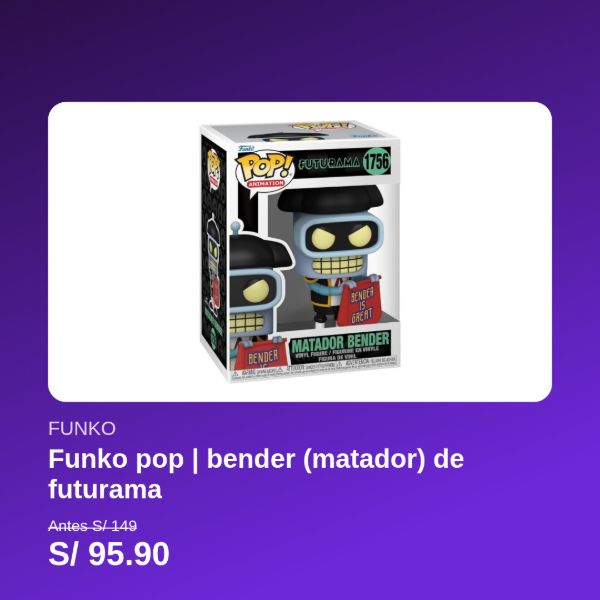 Funko
POP!
ANIMATION
FUTURAMA
1756
BENDER
IS
GREAT
BENDER
MATADOR BENDER
VINYL FIGURE / FIGURINE EN VINYLE
FIGURA DE VINIL
FUNKO
Funko pop | bender (matador) de
futurama
Antes S/ 149
S/ 95.90